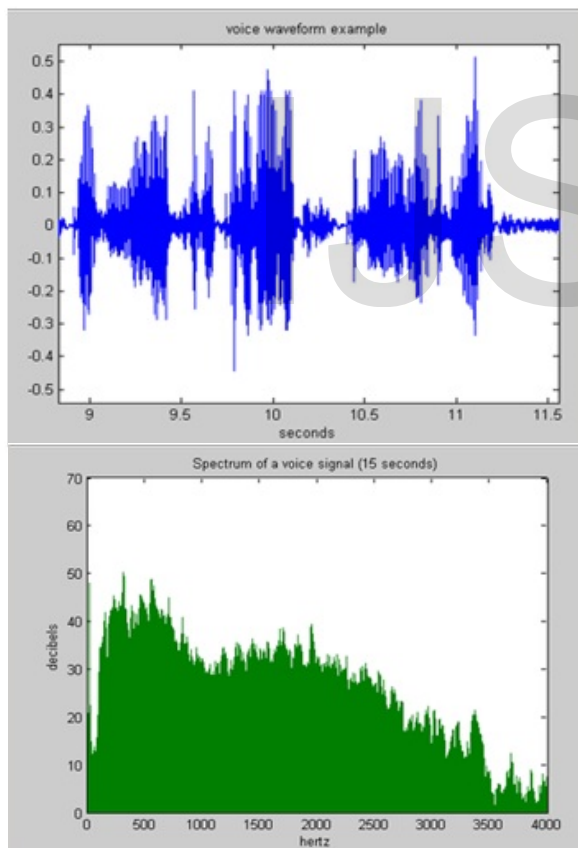 voice waveform example
0.5
0.4
0.3
0.2
0.1
0
-0.1
-0.2
-0.3
-0.4
-0.5
9 9.5 10 10.5 11 11.5
seconds
JS
Spectrum of a voice signal (15 seconds)
70
60
50
40
30
20
10
0
decibels
0 500 1000 1500 2000 2500 3000 3500 4000
hertz